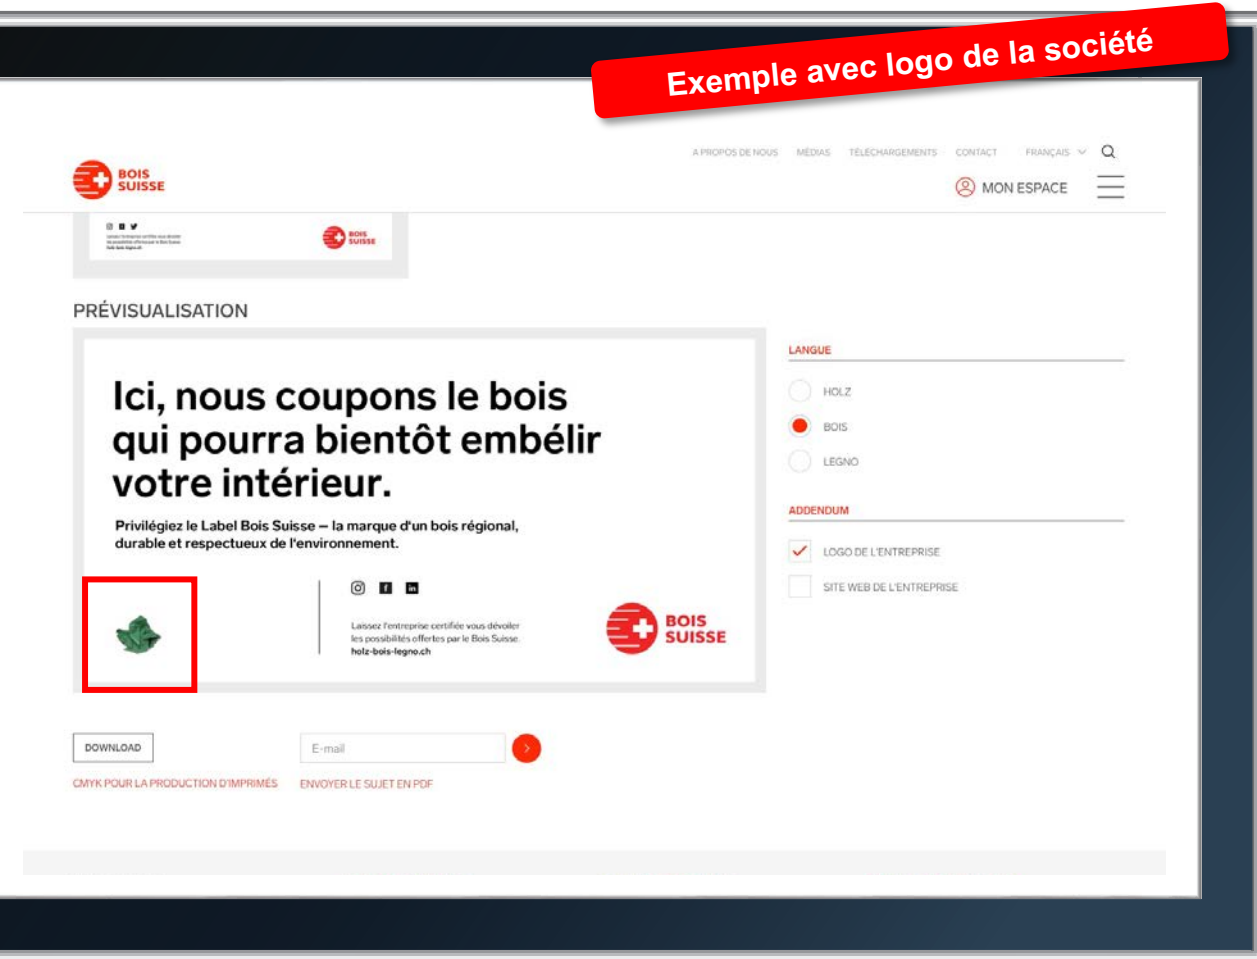 Exemple avec logo de la société
A PROPOS DE NOUS MÉDIAS TÉLÉCHARGEMENTS CONTACT FRANÇAIS
BOIS
SUISSE
MON ESPACE
BOIS
SUISSE
PRÉVISUALISATION
Ici, nous coupons le bois
qui pourra bientôt embélir
votre intérieur.
Privilégiez le Label Bois Suisse – la marque d'un bois régional,
durable et respectueux de l'environnement.
Laissez l'entreprise certifiée vous dévoiler
les possibilités offertes par le Bois Suisse.
holz-bois-legno.ch
BOIS
SUISSE
LANGUE
HOLZ
BOIS
LEGNO
ADDENDUM
LOGO DE L'ENTREPRISE
SITE WEB DE L'ENTREPRISE
DOWNLOAD
E-mail
CMYK POUR LA PRODUCTION D'IMPRIMÉS
ENVOYER LE SUJET EN PDF